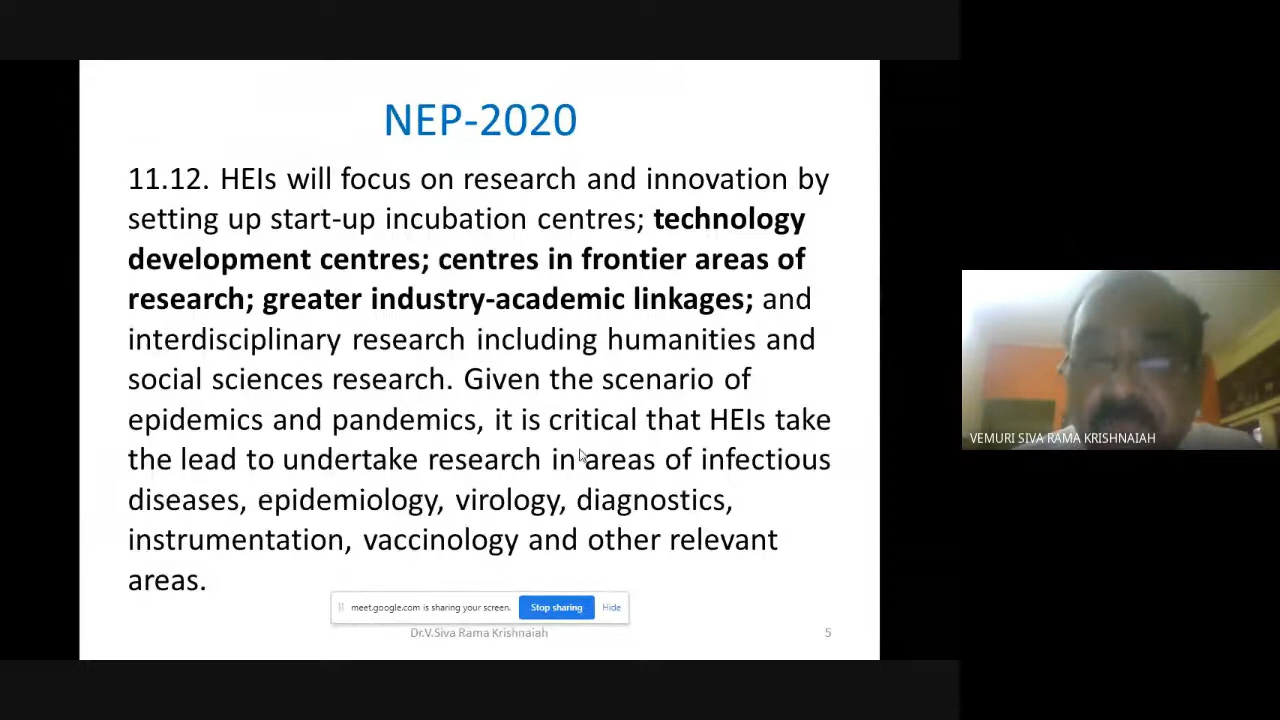 NEP-2020
11.12. HEIs will focus on research and innovation by
setting up start-up incubation centres; technology
development centres; centres in frontier areas of
research; greater industry-academic linkages; and
interdisciplinary research including humanities and
social sciences research. Given the scenario of
epidemics and pandemics, it is critical that HEIs take
the lead to undertake research in areas of infectious
diseases, epidemiology, virology, diagnostics,
instrumentation, vaccinology and other relevant
areas.
meet.google.com is sharing your screen. Stop sharing Hide
Dr.V.Siva Rama Krishnaiah 5
VEMURI SIVA RAMA KRISHNAIAH